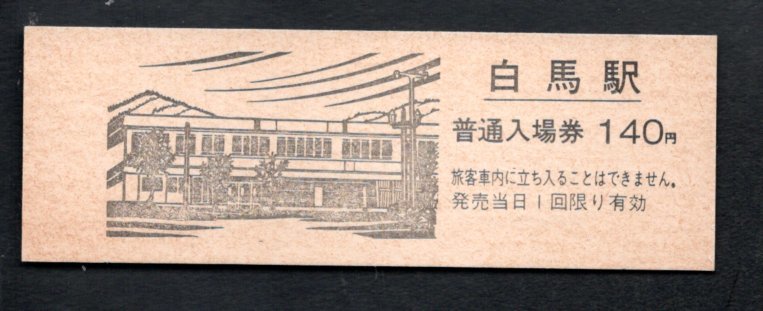 白馬駅
普通入場券 140円
旅客車内に立ち入ることはできません。
発売当日1回限り有効